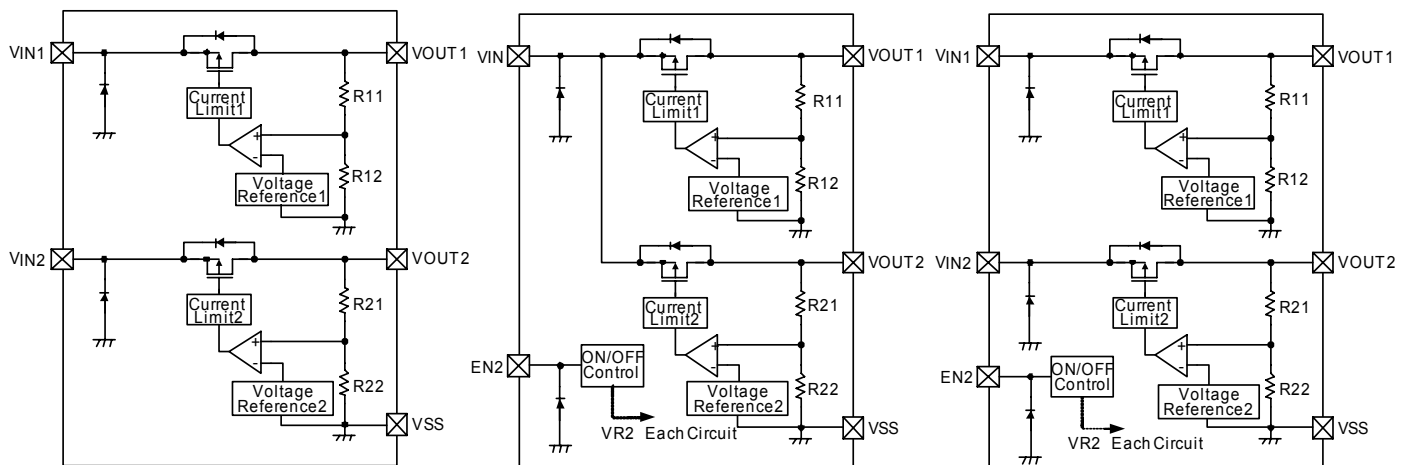 VIN1
VOUT1
R11
Current
Limit1
+
-
R12
Voltage
Reference1
VIN2
VOUT2
R21
Current
Limit2
+
-
R22
Voltage
Reference2
VSS
VIN
VOUT1
R11
Current
Limit1
+
-
R12
Voltage
Reference1
VOUT2
R21
Current
Limit2
+
-
EN2
ON/OFF
Control
R22
Voltage
Reference2
VR2 Each Circuit
VSS
VIN1
VOUT1
R11
Current
Limit1
+
-
R12
Voltage
Reference1
VIN2
VOUT2
R21
Current
Limit2
+
-
EN2
ON/OFF
Control
R22
Voltage
Reference2
VR2 Each Circuit
VSS